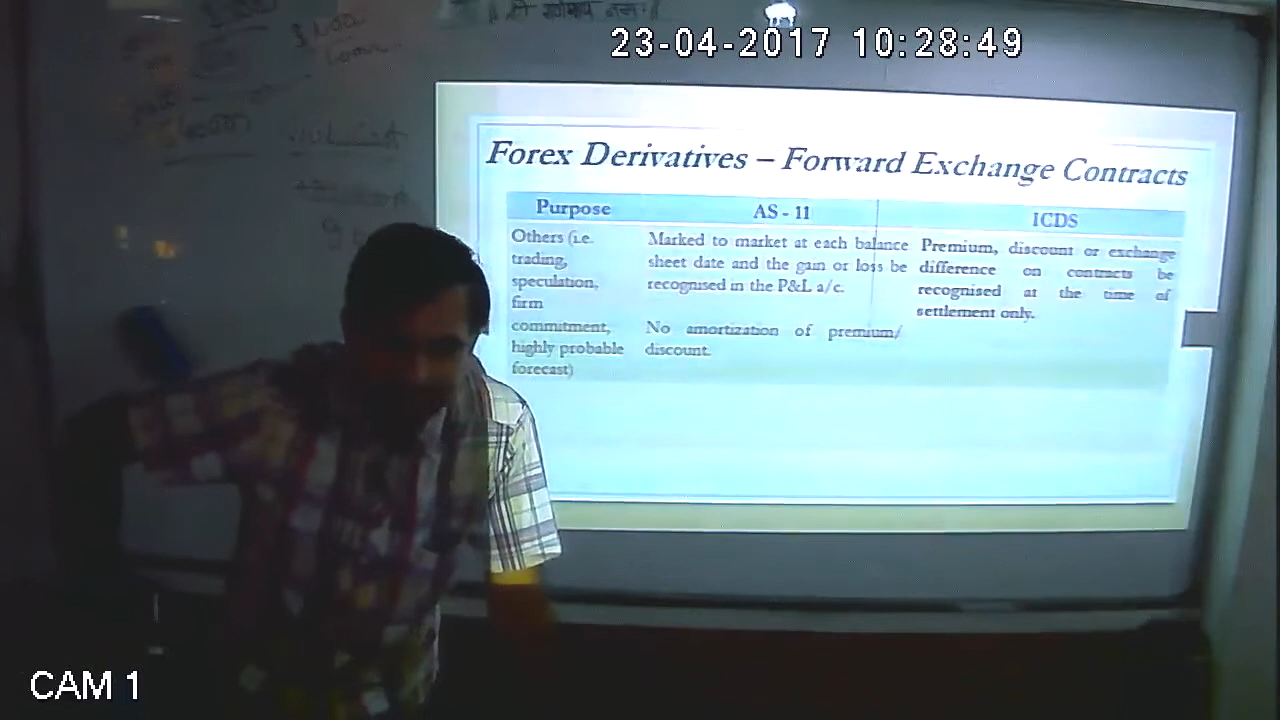 || श्री गणेशाय नमः ||
23-04-2017 10:28:49
Forex Derivatives – Forward Exchange Contracts
Purpose
AS - 11
ICDS
Others (i.e.
trading,
speculation,
firm
commitment,
highly probable
forecast)
Marked to market at each balance
sheet date and the gain or loss be
recognised in the P&L a/c.
No amortization of premium/
discount.
Premium, discount or exchange
difference on contracts be
recognised at the time of
settlement only.
CAM 1